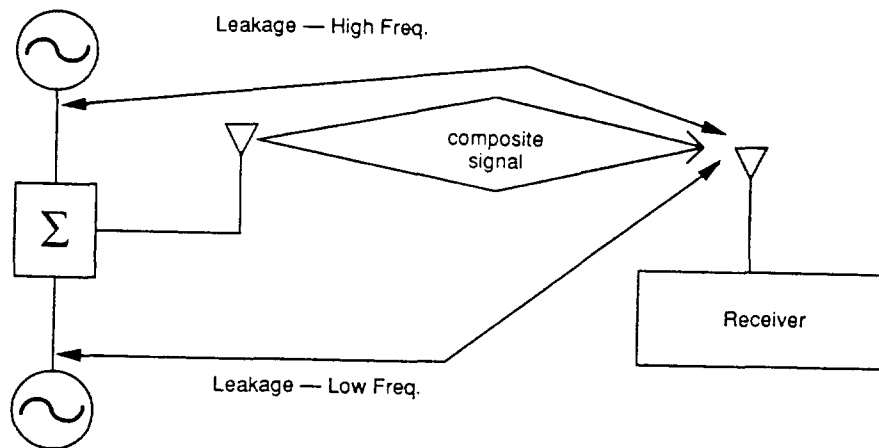 Leakage — High Freq.
composite
signal
Σ
Receiver
Leakage — Low Freq.